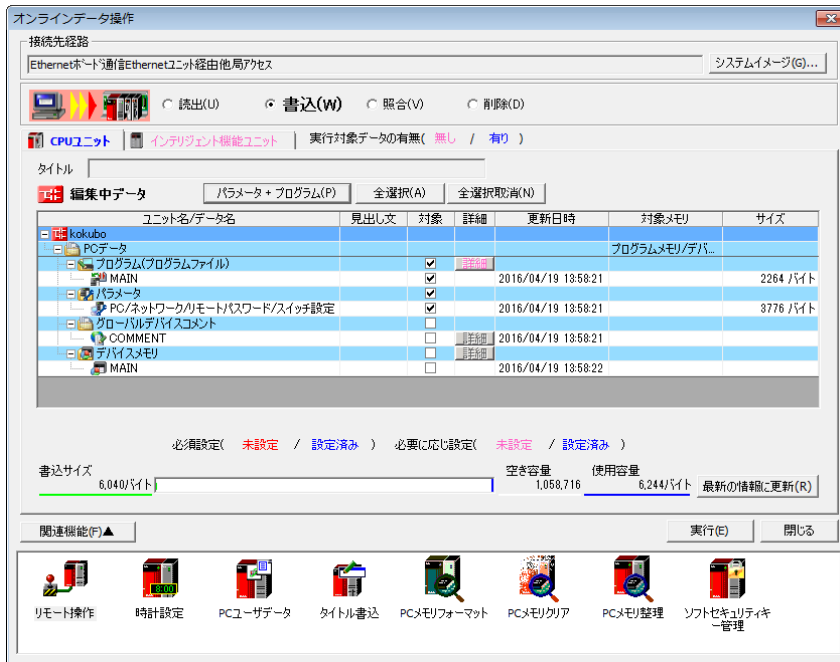 オンラインデータ操作
接続先経路
Ethernetボード通信Ethernetユニット経由他局アクセス
システムイメージ(G)...
読出(U) 書込(W) 照合(V) 削除(D)
CPUユニット インテリジェント機能ユニット 実行対象データの有無( 無し / 有り )
タイトル
編集中データ パラメータ+プログラム(P) 全選択(A) 全選択取消(N)
ユニット名/データ名 見出し文 対象 詳細 更新日時 対象メモリ サイズ
kokubo
PCデータ プログラムメモリ/デバ...
プログラム(プログラムファイル) 詳細
MAIN 2016/04/19 13:58:21 2264 バイト
パラメータ
PC/ネットワーク/リモートパスワード/スイッチ設定 2016/04/19 13:58:21 3776 バイト
グローバルデバイスコメント
COMMENT 詳細 2016/04/19 13:58:21
デバイスメモリ 詳細
MAIN 2016/04/19 13:58:22
必須設定( 未設定 / 設定済み ) 必要に応じ設定( 未設定 / 設定済み )
書込サイズ 空き容量 使用容量
6,040バイト 1,058,716 6,244バイト 最新の情報に更新(R)
関連機能(F)▲ 実行(E) 閉じる
8:00
リモート操作 時計設定 PCユーザデータ タイトル書込 PCメモリフォーマット PCメモリクリア PCメモリ整理 ソフトセキュリティキ
ー管理